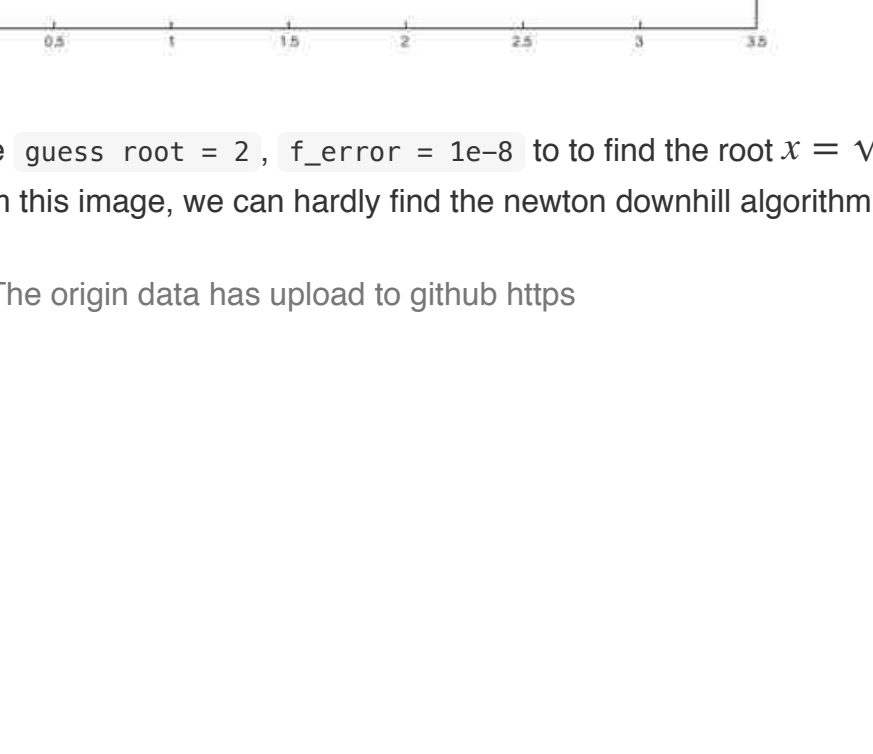 0.5 1 1.5 2 2.5 3 3.5
e guess root = 2 , f_error = 1e-8 to to find the root x = √
n this image, we can hardly find the newton downhill algorithm
The origin data has upload to github https